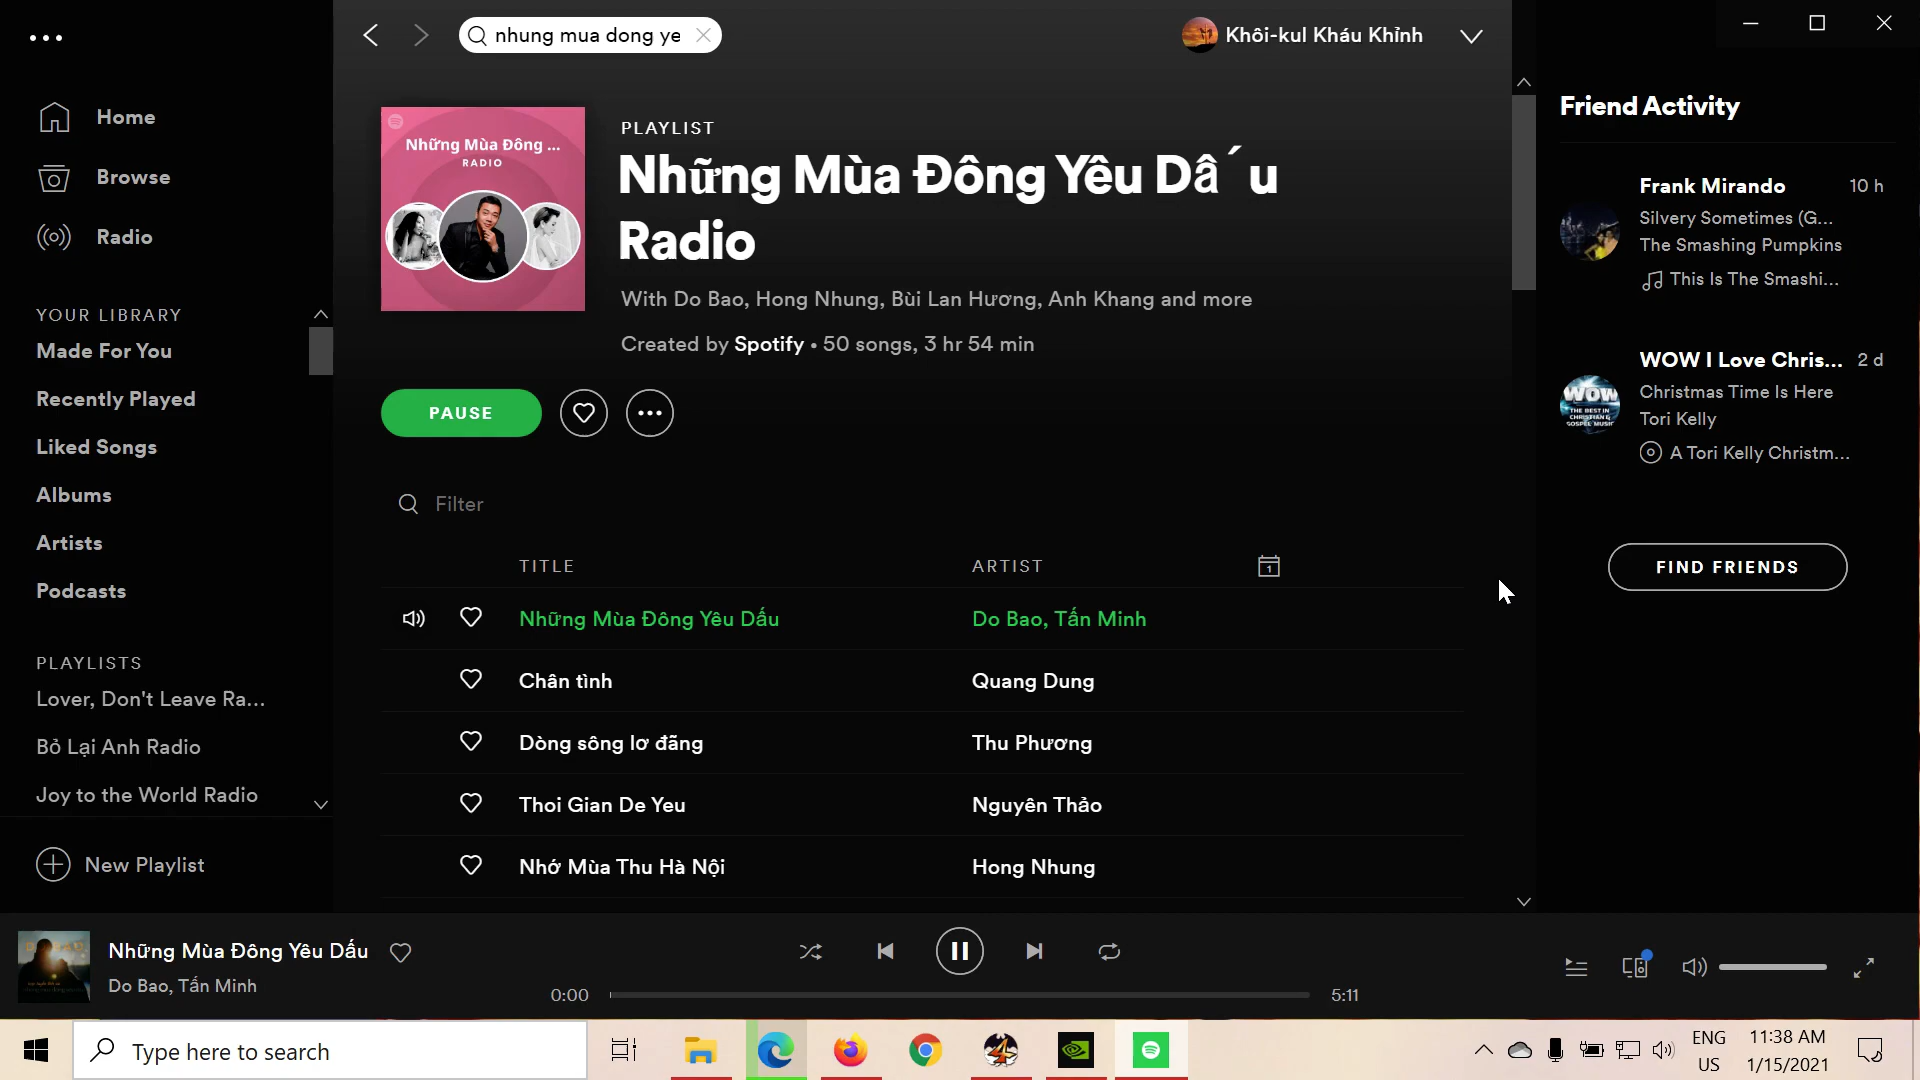 nhung mua dong ye
Khôi-kul Kháu Khỉnh
Home
Browse
Radio
YOUR LIBRARY
Made For You
Recently Played
Liked Songs
Albums
Artists
Podcasts
PLAYLISTS
Lover, Don't Leave Ra...
Bỏ Lại Anh Radio
Joy to the World Radio
New Playlist
Những Mùa Đông ...
RADIO
PLAYLIST
Những Mùa Đông Yêu Dấu
Radio
With Do Bao, Hong Nhung, Bùi Lan Hương, Anh Khang and more
Created by Spotify • 50 songs, 3 hr 54 min
PAUSE
Filter
TITLE ARTIST
Những Mùa Đông Yêu Dấu Do Bao, Tấn Minh
Chân tình Quang Dung
Dòng sông lơ đãng Thu Phương
Thoi Gian De Yeu Nguyên Thảo
Nhớ Mùa Thu Hà Nội Hong Nhung
Friend Activity
Frank Mirando 10 h
Silvery Sometimes (G...
The Smashing Pumpkins
This Is The Smashi...
WOW I Love Chris... 2 d
Christmas Time Is Here
Tori Kelly
A Tori Kelly Christm...
WOW
THE BEST IN
CHRISTIAN &
GOSPEL MUSIC
FIND FRIENDS
Những Mùa Đông Yêu Dấu
Do Bao, Tấn Minh
0:00 5:11
Type here to search
ENG
US
11:38 AM
1/15/2021